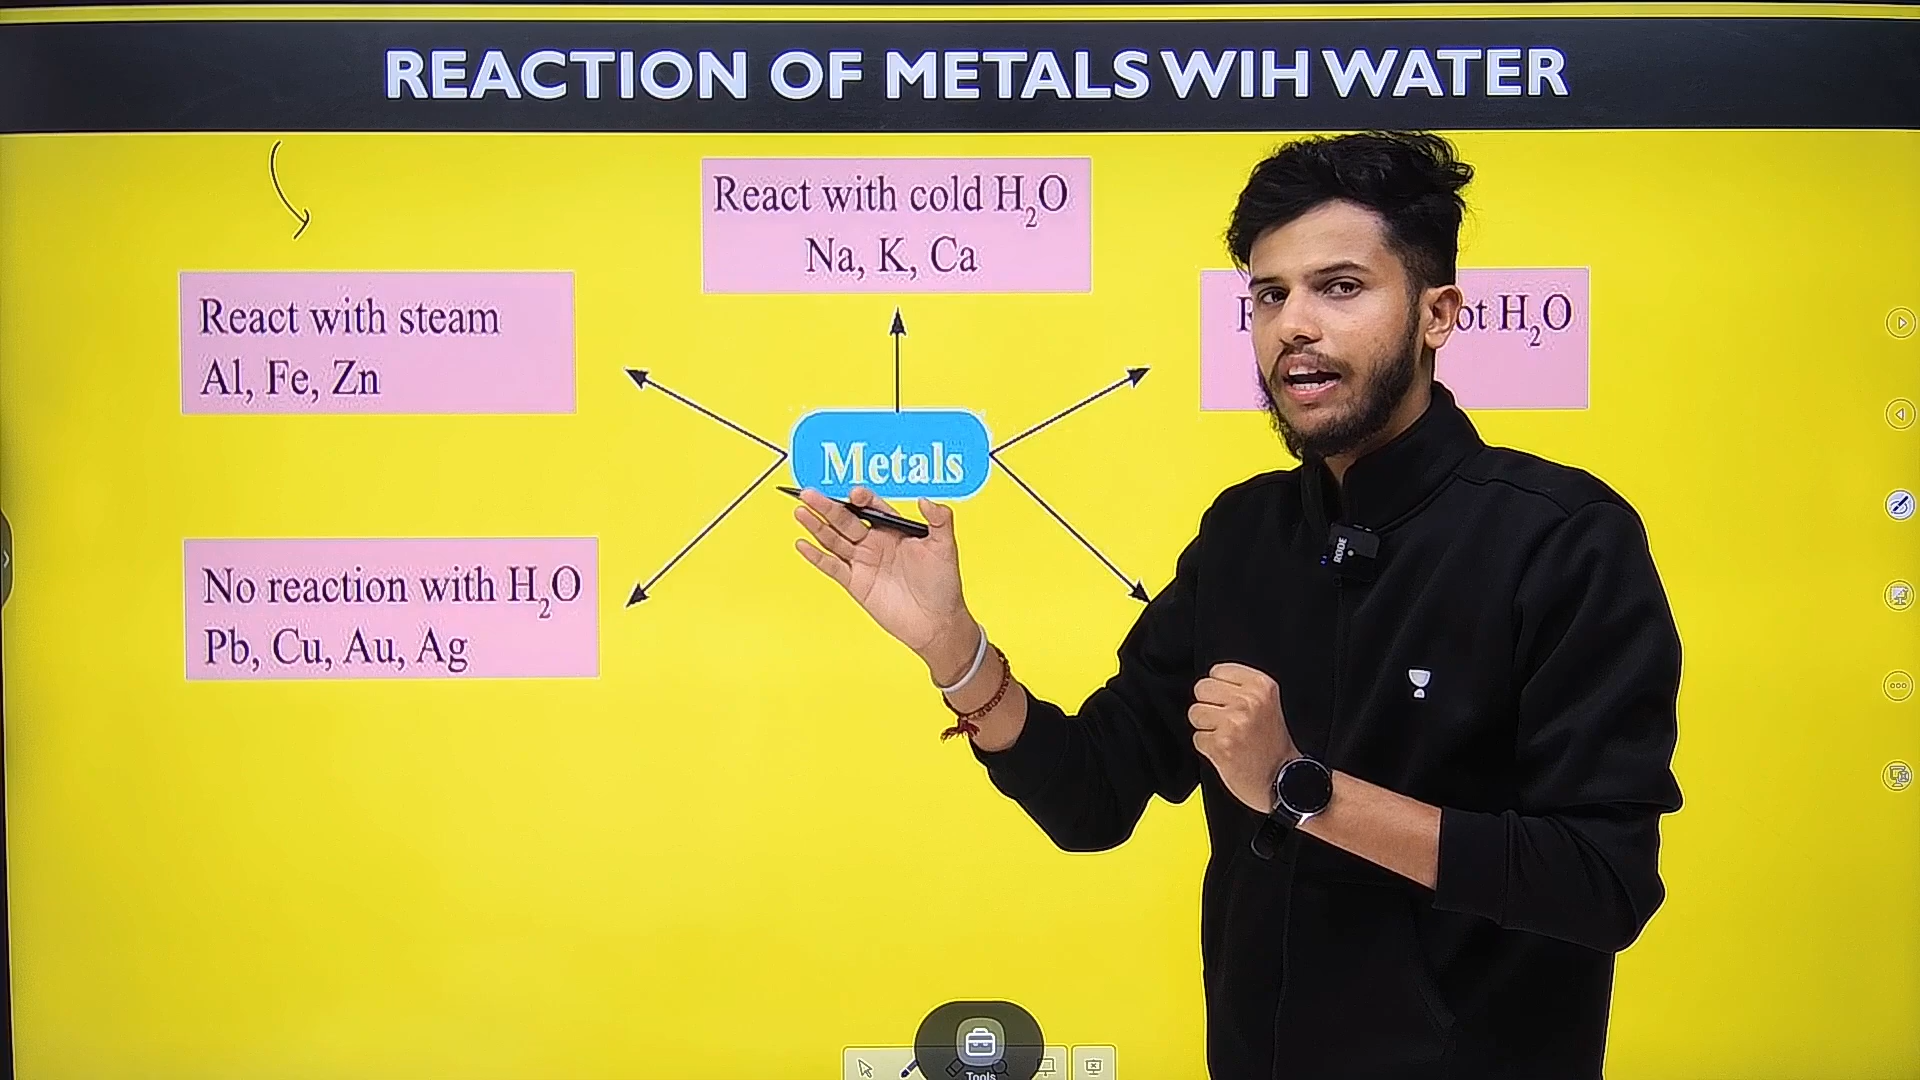 REACTION OF METALS WIH WATER
React with cold H₂O
Na, K, Ca
React with steam
Al, Fe, Zn
H₂O
Metals
No reaction with H₂O
Pb, Cu, Au, Ag
RODE
Tools